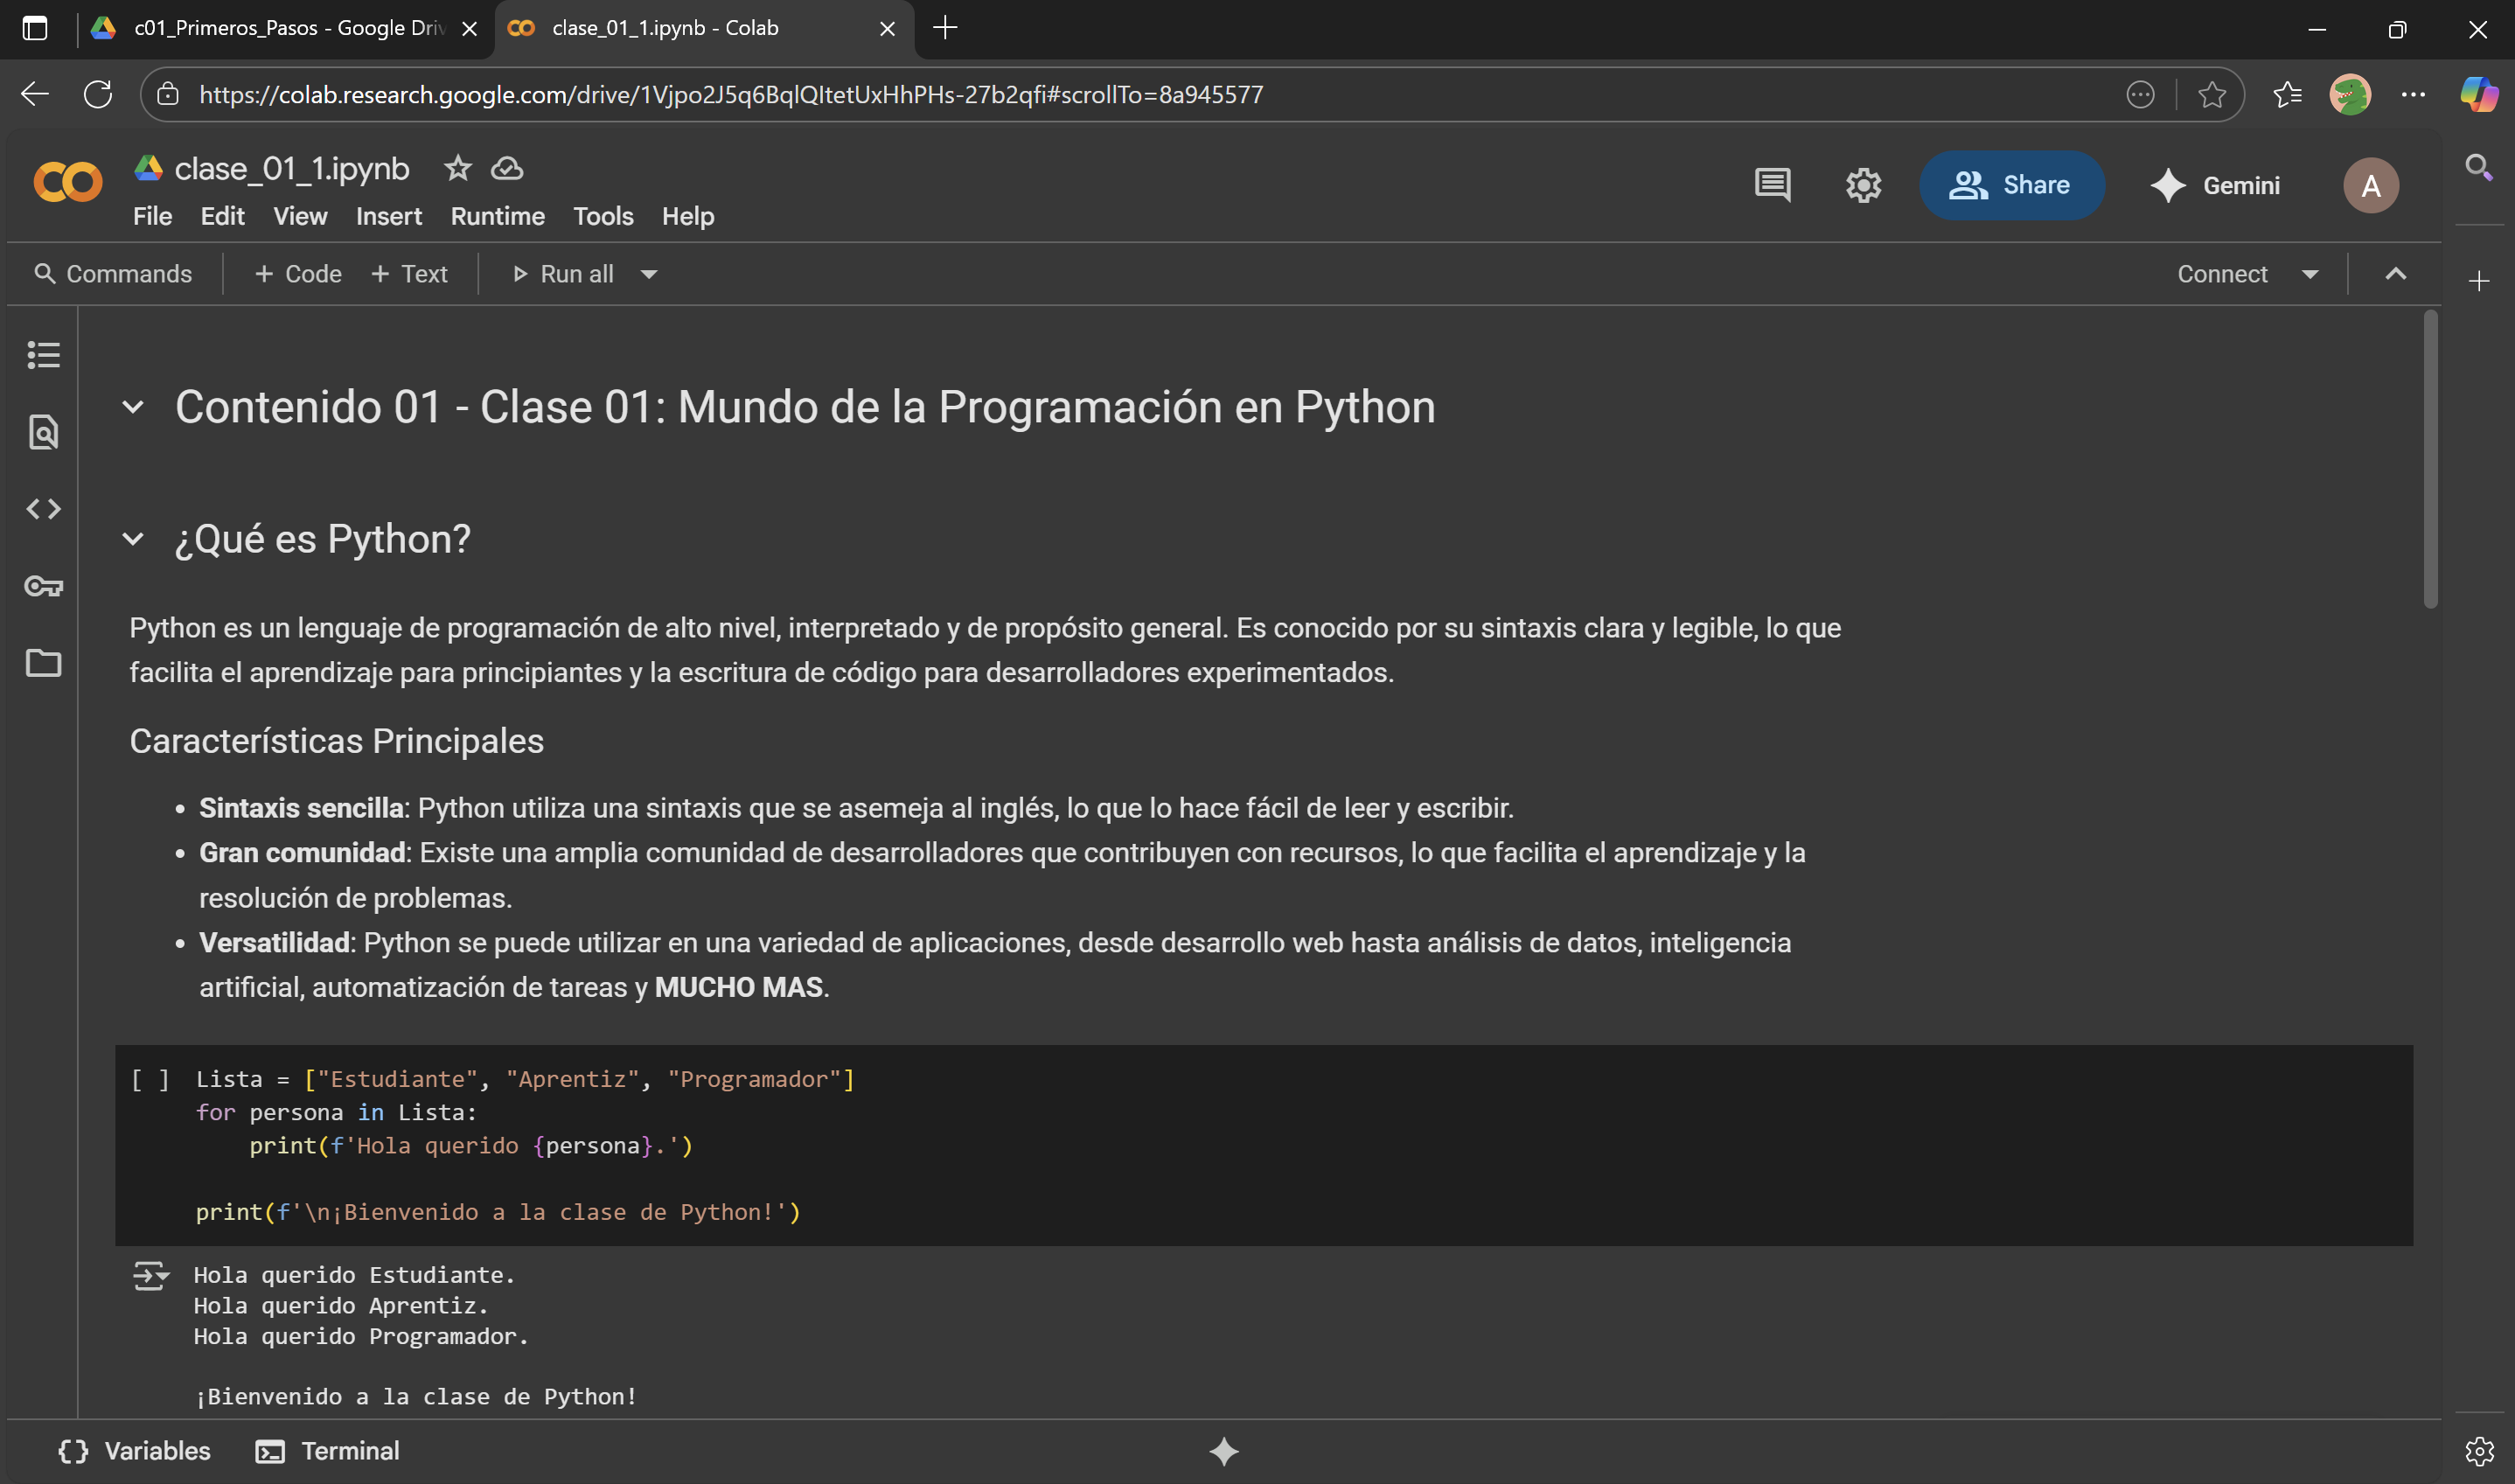 c01_Primeros_Pasos - Google Driv
clase_01_1.ipynb - Colab
https://colab.research.google.com/drive/1Vjpo2J5q6BqlQItetUxHhPHs-27b2qfi#scrollTo=8a945577
clase_01_1.ipynb
File Edit View Insert Runtime Tools Help
Share
Gemini
A
Commands + Code + Text Run all
Connect
Contenido 01 - Clase 01: Mundo de la Programación en Python
¿Qué es Python?
Python es un lenguaje de programación de alto nivel, interpretado y de propósito general. Es conocido por su sintaxis clara y legible, lo que
facilita el aprendizaje para principiantes y la escritura de código para desarrolladores experimentados.
Características Principales
• Sintaxis sencilla: Python utiliza una sintaxis que se asemeja al inglés, lo que lo hace fácil de leer y escribir.
• Gran comunidad: Existe una amplia comunidad de desarrolladores que contribuyen con recursos, lo que facilita el aprendizaje y la
resolución de problemas.
• Versatilidad: Python se puede utilizar en una variedad de aplicaciones, desde desarrollo web hasta análisis de datos, inteligencia
artificial, automatización de tareas y MUCHO MAS.
[ ] Lista = ["Estudiante", "Aprentiz", "Programador"]
for persona in Lista:
    print(f'Hola querido {persona}.')
print(f'\n¡Bienvenido a la clase de Python!')
Hola querido Estudiante.
Hola querido Aprentiz.
Hola querido Programador.
¡Bienvenido a la clase de Python!
Variables Terminal